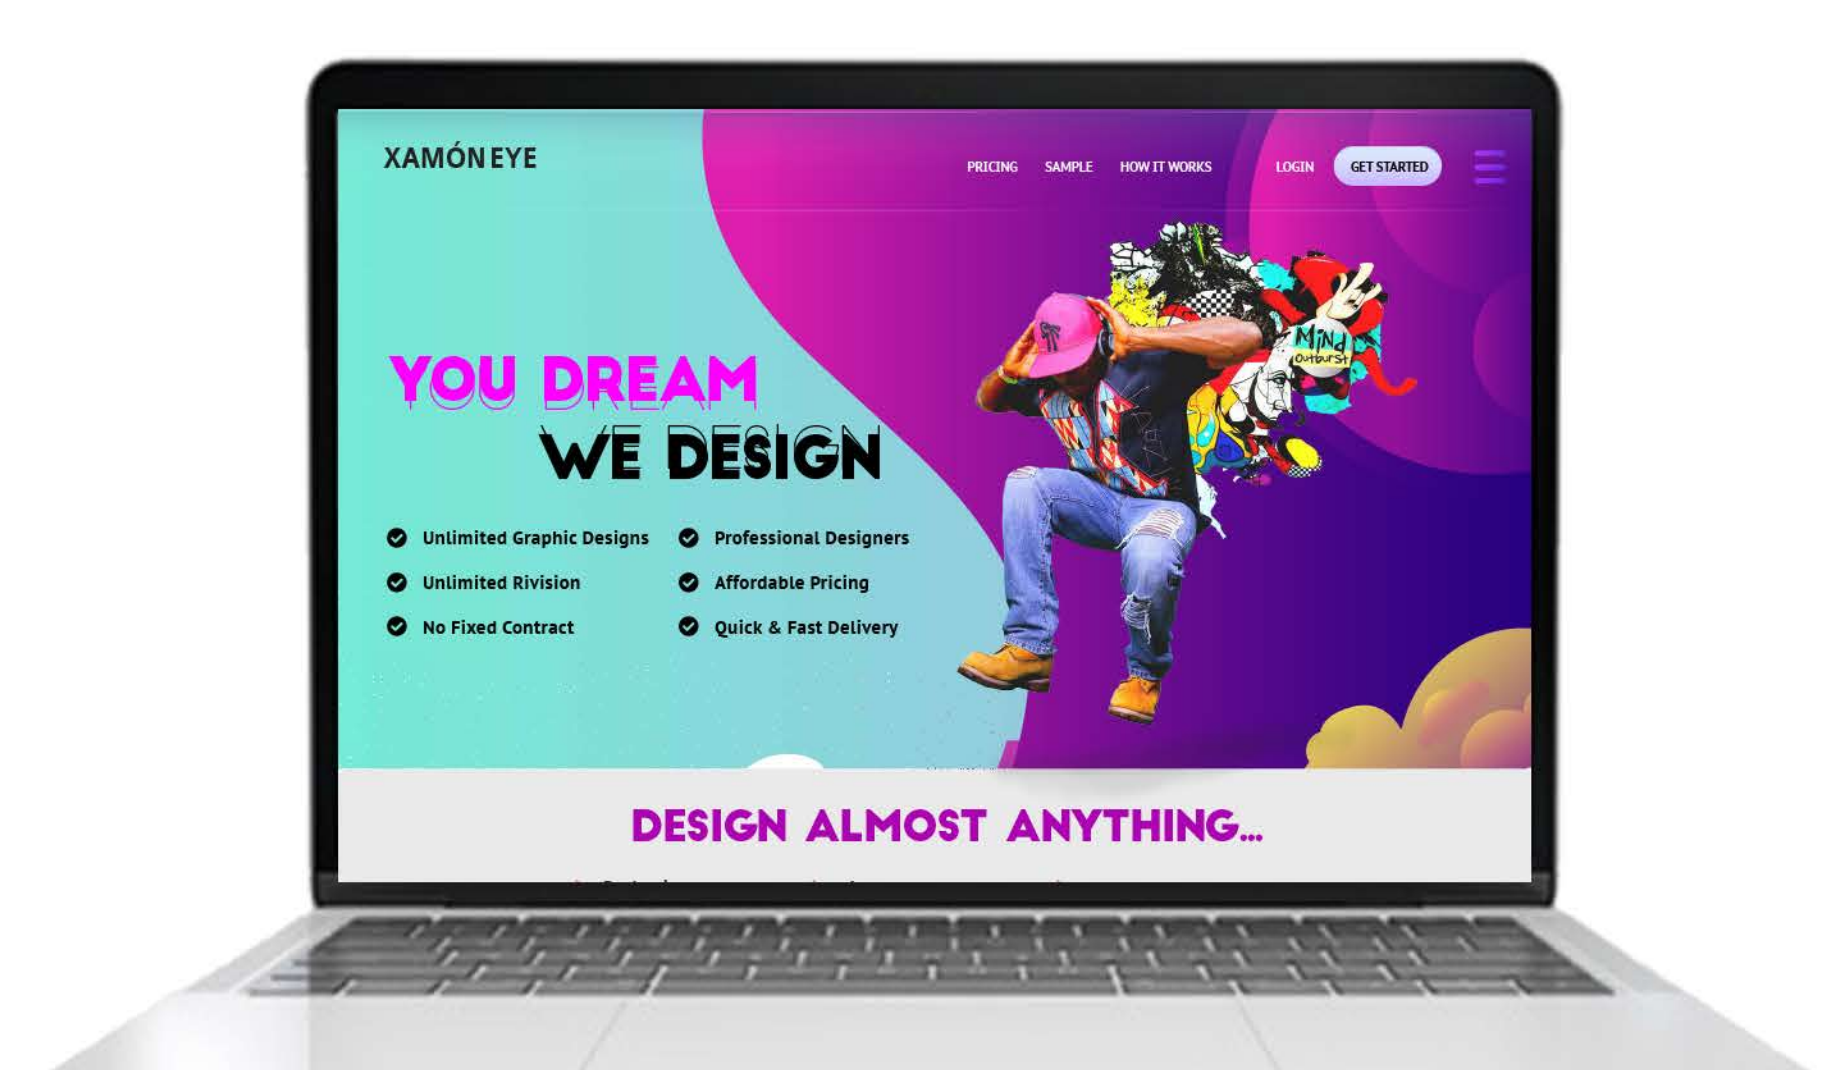 XAMÓN EYE
PRICING SAMPLE HOW IT WORKS LOGIN GET STARTED
YOU DREAM
WE DESIGN
Unlimited Graphic Designs
Professional Designers
Unlimited Rivision
Affordable Pricing
No Fixed Contract
Quick & Fast Delivery
MiNd
OutbursT
DESIGN ALMOST ANYTHING...